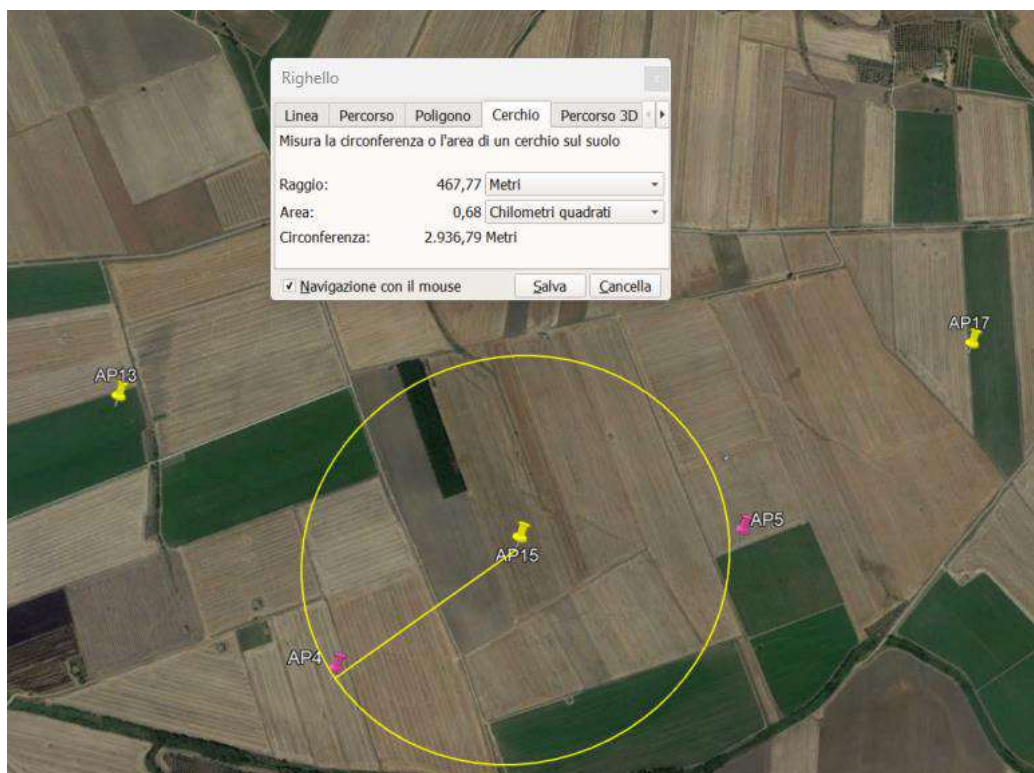 Righello
Linea Percorso Poligono Cerchio Percorso 3D
Misura la circonferenza o l'area di un cerchio sul suolo
Raggio: 467,77 Metri
Area: 0,68 Chilometri quadrati
Circonferenza: 2.936,79 Metri
Navigazione con il mouse Salva Cancella
AP17
AP13
AP5
AP15
AP4